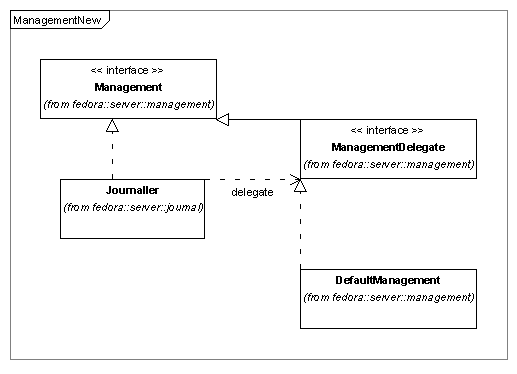 ManagementNew
<< interface >>
Management
(from fedora::server::management)
<< interface >>
ManagementDelegate
(from fedora::server::management)
Journaller
(from fedora::server::journal)
delegate
DefaultManagement
(from fedora::server::management)